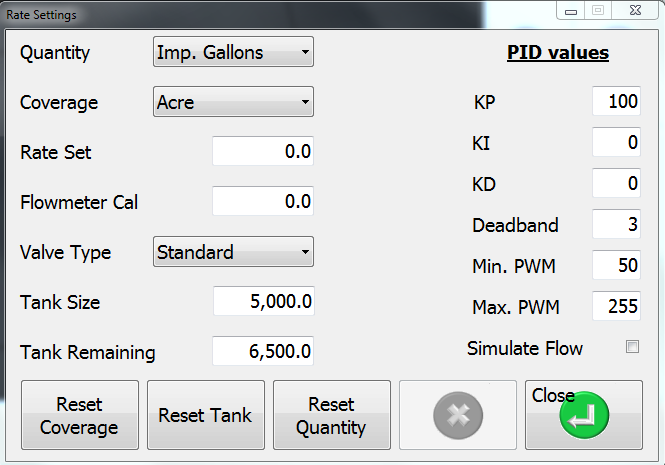 Rate Settings
Quantity Imp. Gallons
PID values
Coverage Acre
KP 100
Rate Set 0.0
KI 0
KD 0
Flowmeter Cal 0.0
Deadband 3
Valve Type Standard
Min. PWM 50
Tank Size 5,000.0
Max. PWM 255
Tank Remaining 6,500.0
Simulate Flow
Reset
Coverage
Reset Tank
Reset
Quantity
Close